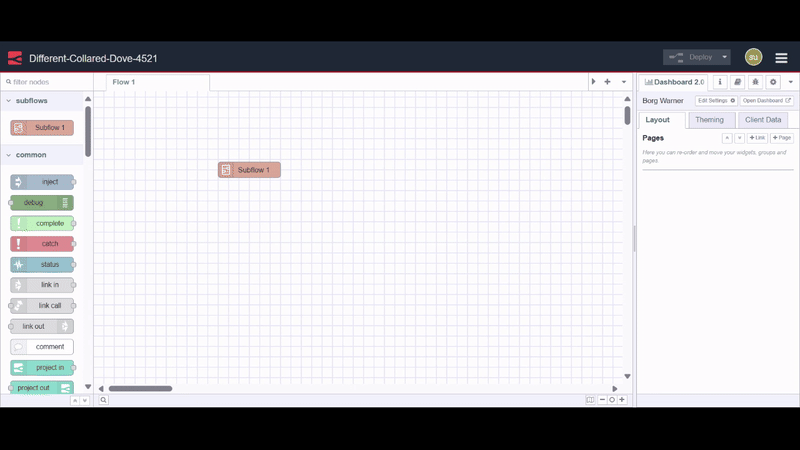 Different-Collared-Dove-4521
Deploy
su
filter nodes
Flow 1
Dashboard 2.0
subflows
Borg Warner
Edit Settings
Open Dashboard
Subflow 1
Layout
Theming
Client Data
Pages
Link
Page
common
Here you can re-order and move your widgets, groups and
pages.
Subflow 1
inject
debug
complete
catch
status
link in
link call
link out
comment
project in
project out